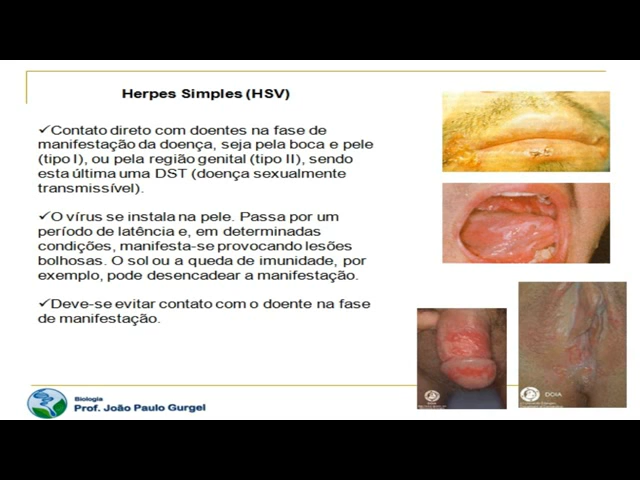 Herpes Simples (HSV)
✓Contato direto com doentes na fase de
manifestação da doença, seja pela boca e pele
(tipo I), ou pela região genital (tipo II), sendo
esta última uma DST (doença sexualmente
transmissível).
✓O vírus se instala na pele. Passa por um
período de latência e, em determinadas
condições, manifesta-se provocando lesões
bolhosas. O sol ou a queda de imunidade, por
exemplo, pode desencadear a manifestação.
✓Deve-se evitar contato com o doente na fase
de manifestação.
DOIA
Biologia
Prof. João Paulo Gurgel